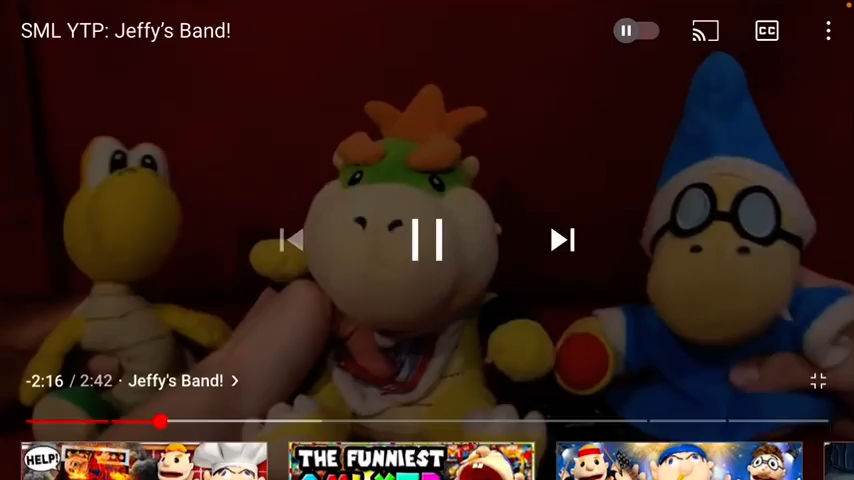 SML YTP: Jeffy’s Band!
CC
-2:16 / 2:42 · Jeffy's Band! >
HELP!
THE FUNNIEST